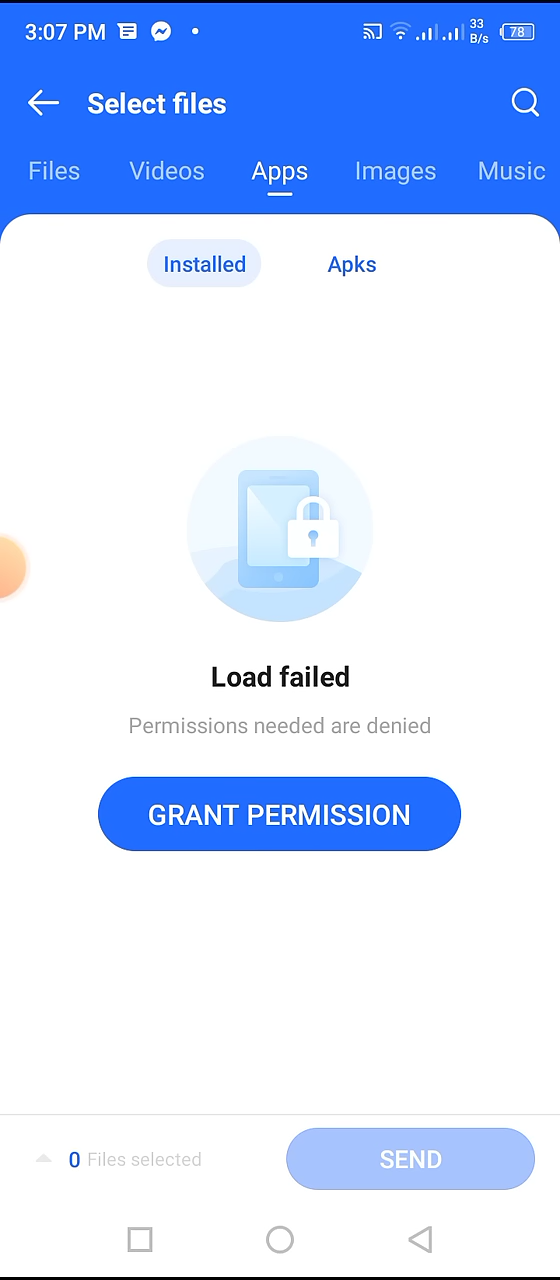 3:07 PM 33 B/s 78
Select files
Files Videos Apps Images Music
Installed Apks
Load failed
Permissions needed are denied
GRANT PERMISSION
0 Files selected SEND